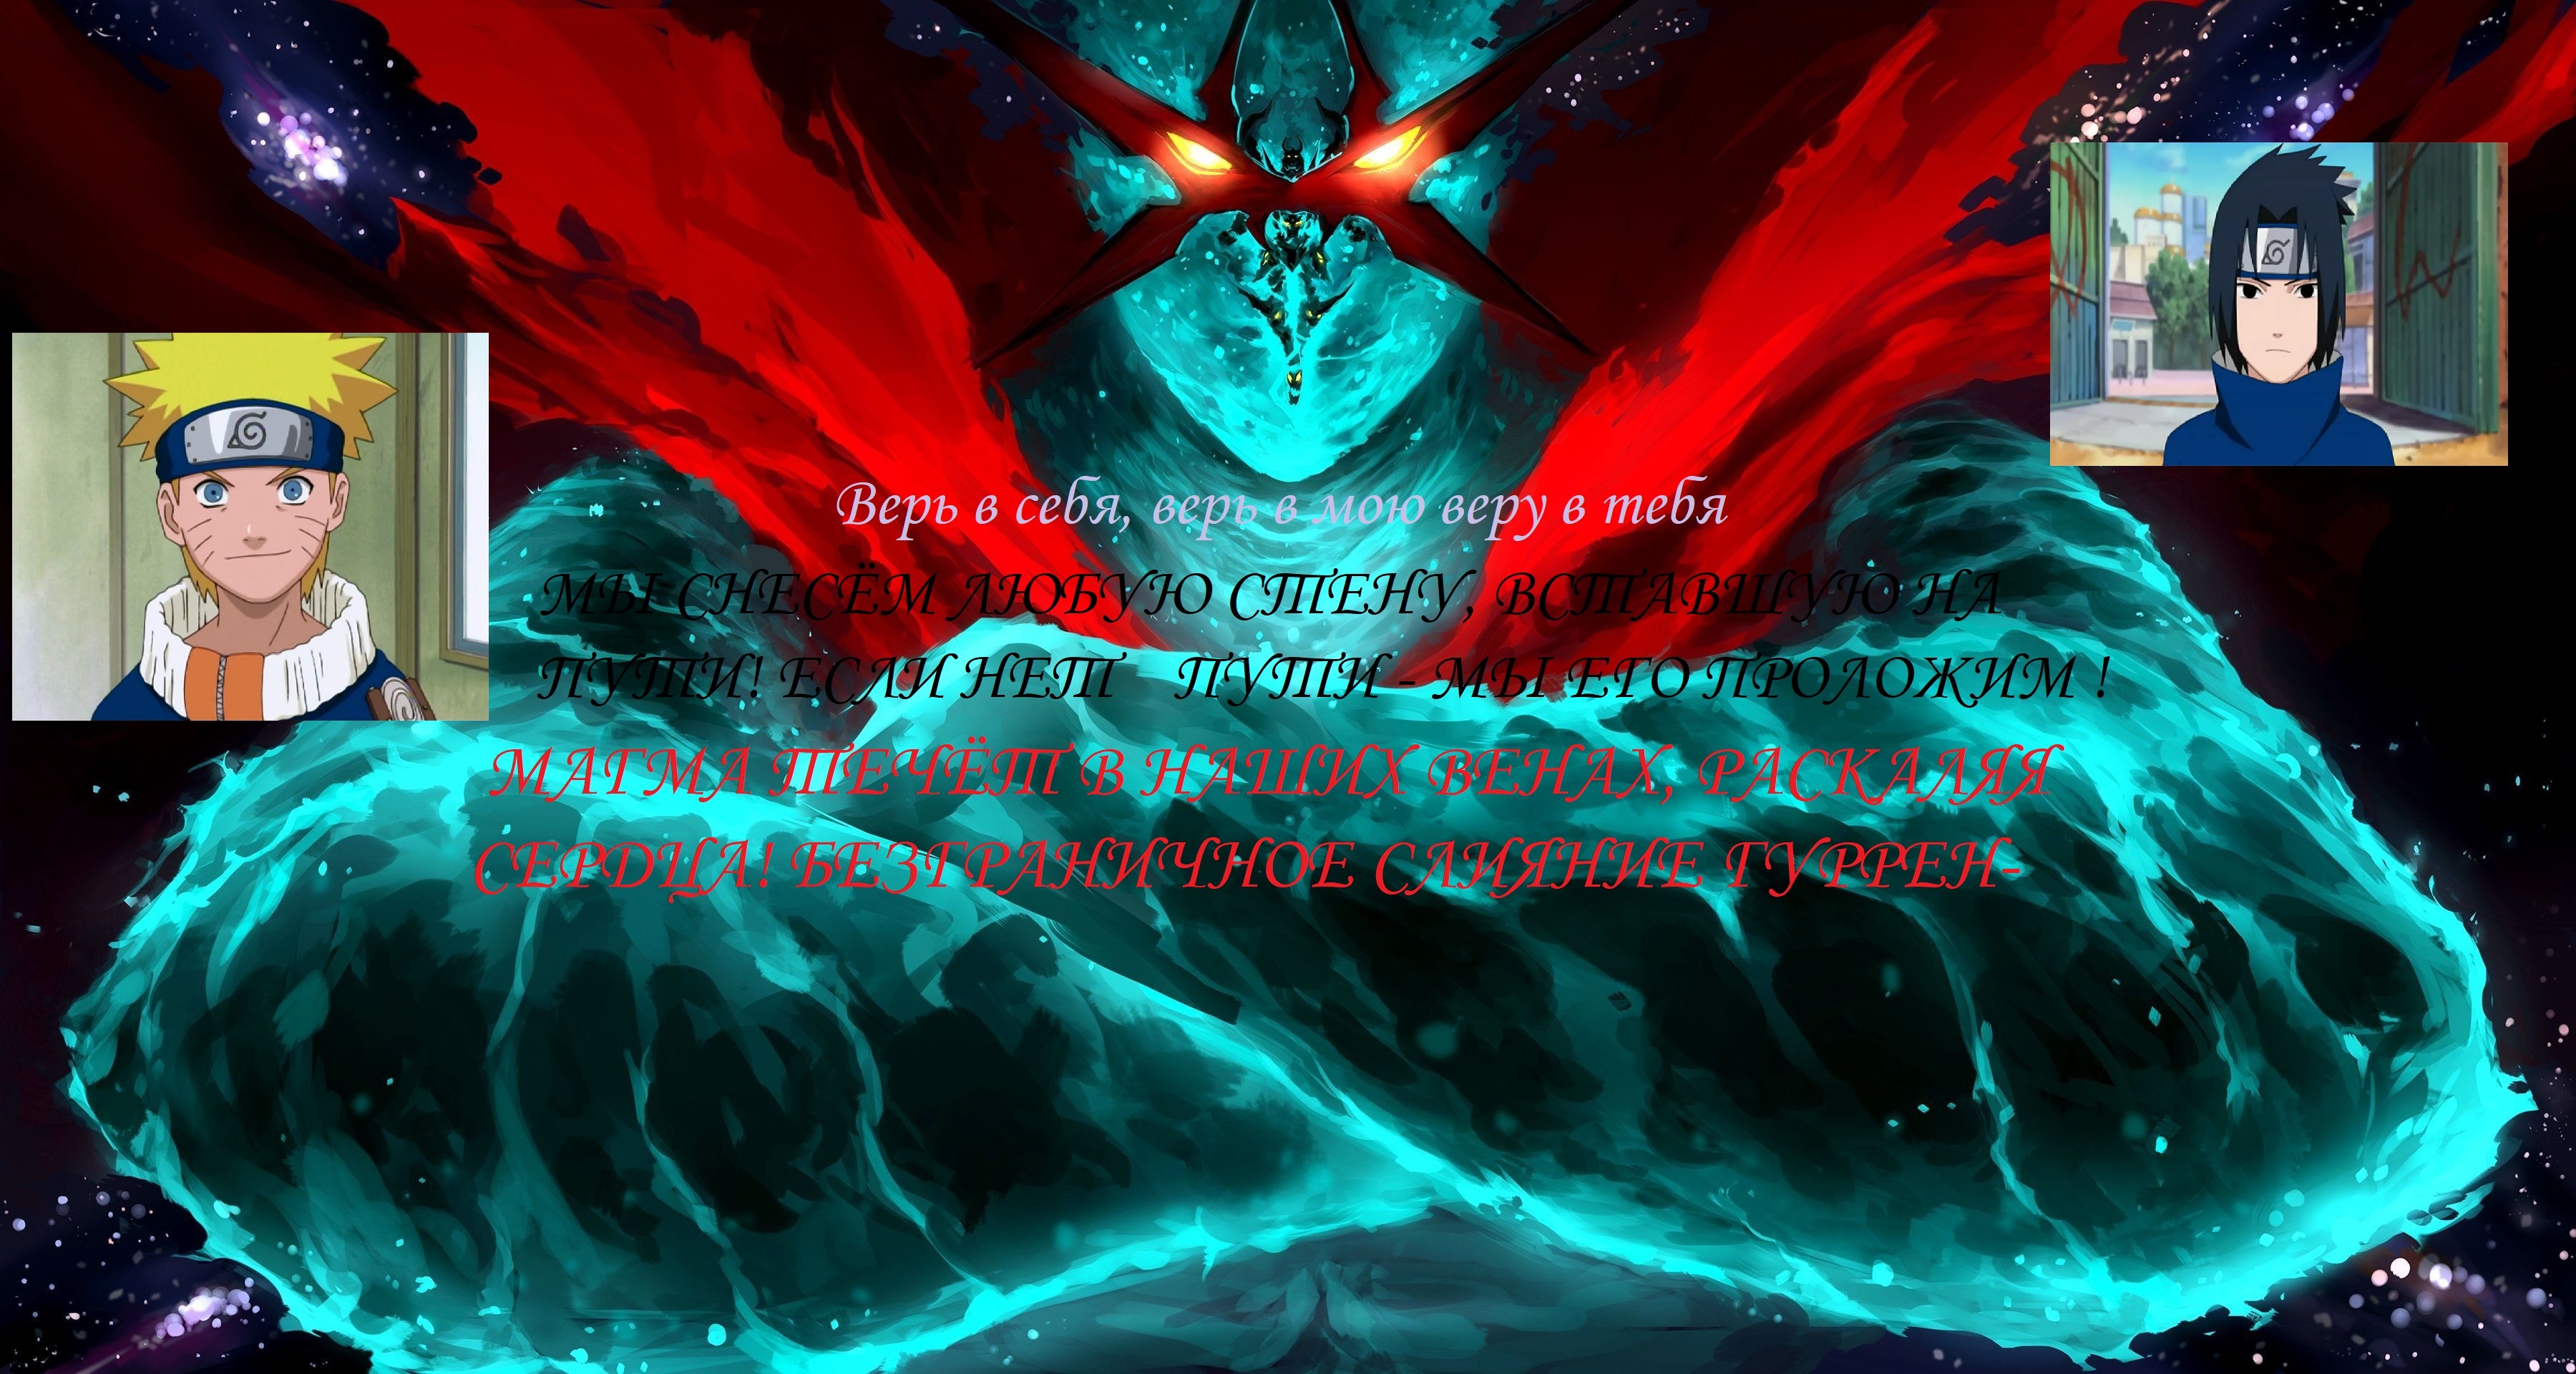 Верь в себя, верь в мою веру в тебя
МЫ СНЕСЁМ ЛЮБУЮ СТЕНУ, ВСТАВШУЮ НА
ПУТИ! ЕСЛИ НЕТ ПУТИ - МЫ ЕГО ПРОЛОЖИМ !
МАГМА ТЕЧЁТ В НАШИХ ВЕНАХ, РАСКАЛЯЯ
СЕРДЦА! БЕЗГРАНИЧНОЕ СЛИЯНИЕ ГУРРЕН-